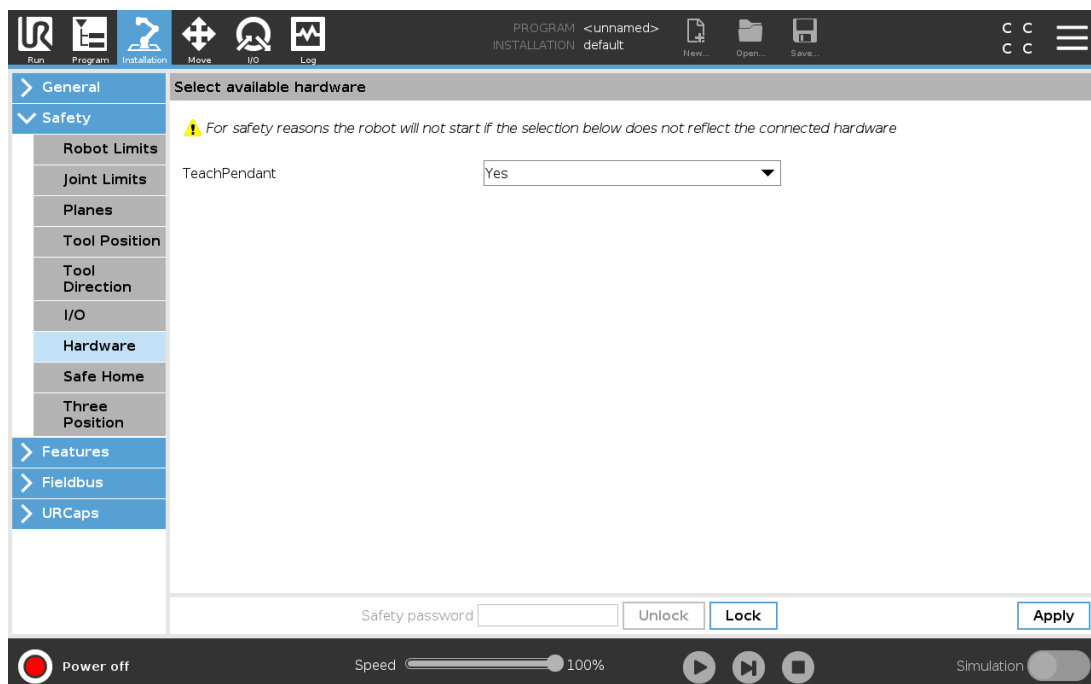 PROGRAM <unnamed>
INSTALLATION default
UR
Run
Program
Installation
Move
I/O
Log
New...
Open...
Save...
C C
C C
General
Safety
Robot Limits
Joint Limits
Planes
Tool Position
Tool
Direction
I/O
Hardware
Safe Home
Three
Position
Features
Fieldbus
URCaps
Select available hardware
For safety reasons the robot will not start if the selection below does not reflect the connected hardware
TeachPendant Yes
Safety password Unlock Lock Apply
Power off Speed 100% Simulation